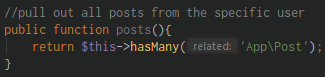 //pull out all posts from the specific user
public function posts(){
return $this->hasMany( related: 'App\Post');
}